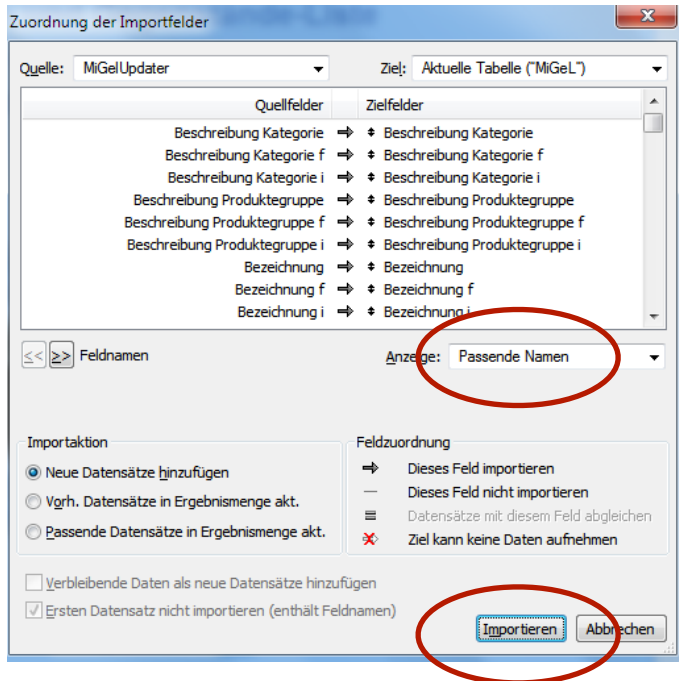 Zuordnung der Importfelder
Quelle: MiGelUpdater Ziel: Aktuelle Tabelle ("MiGeL")
Quellfelder Zielfelder
Beschreibung Kategorie Beschreibung Kategorie
Beschreibung Kategorie f Beschreibung Kategorie f
Beschreibung Kategorie i Beschreibung Kategorie i
Beschreibung Produktegruppe Beschreibung Produktegruppe
Beschreibung Produktegruppe f Beschreibung Produktegruppe f
Beschreibung Produktegruppe i Beschreibung Produktegruppe i
Bezeichnung Bezeichnung
Bezeichnung f Bezeichnung f
Bezeichnung i Bezeichnung i
<< >> Feldnamen Anzeige: Passende Namen
Importaktion Feldzuordnung
Neue Datensätze hinzufügen Dieses Feld importieren
Vorh. Datensätze in Ergebnismenge akt. Dieses Feld nicht importieren
Passende Datensätze in Ergebnismenge akt. Datensätze mit diesem Feld abgleichen
Ziel kann keine Daten aufnehmen
Verbleibende Daten als neue Datensätze hinzufügen
Ersten Datensatz nicht importieren (enthält Feldnamen)
Importieren Abbrechen